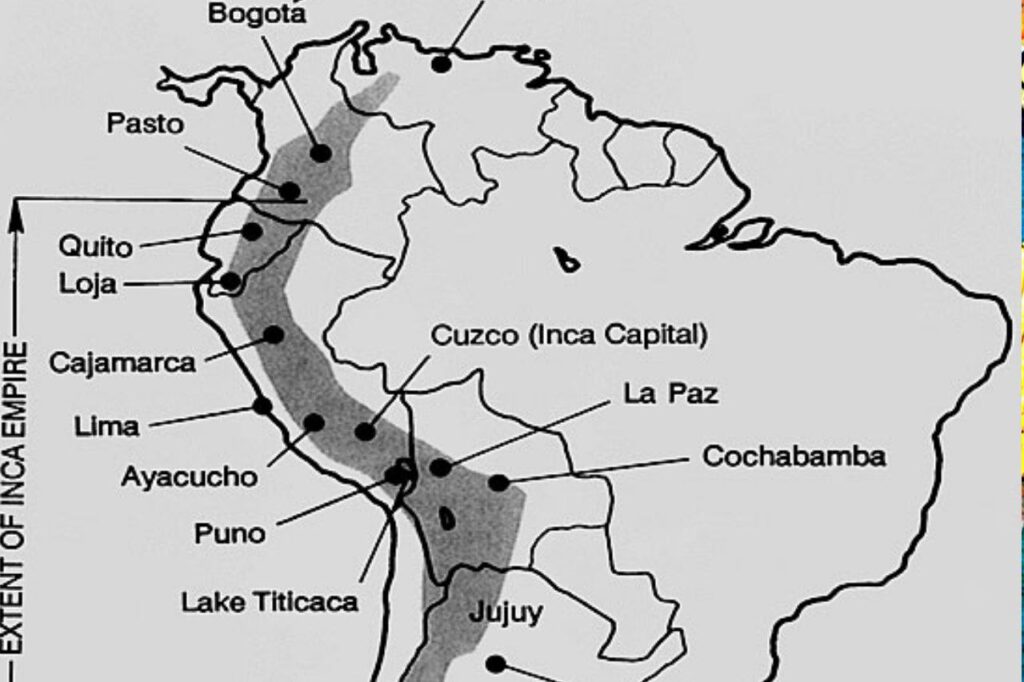 Bogotá
Pasto
Quito
Loja
Cajamarca
Cuzco (Inca Capital)
La Paz
Lima
Cochabamba
Ayacucho
Puno
Lake Titicaca
Jujuy
EXTENT OF INCA EMPIRE